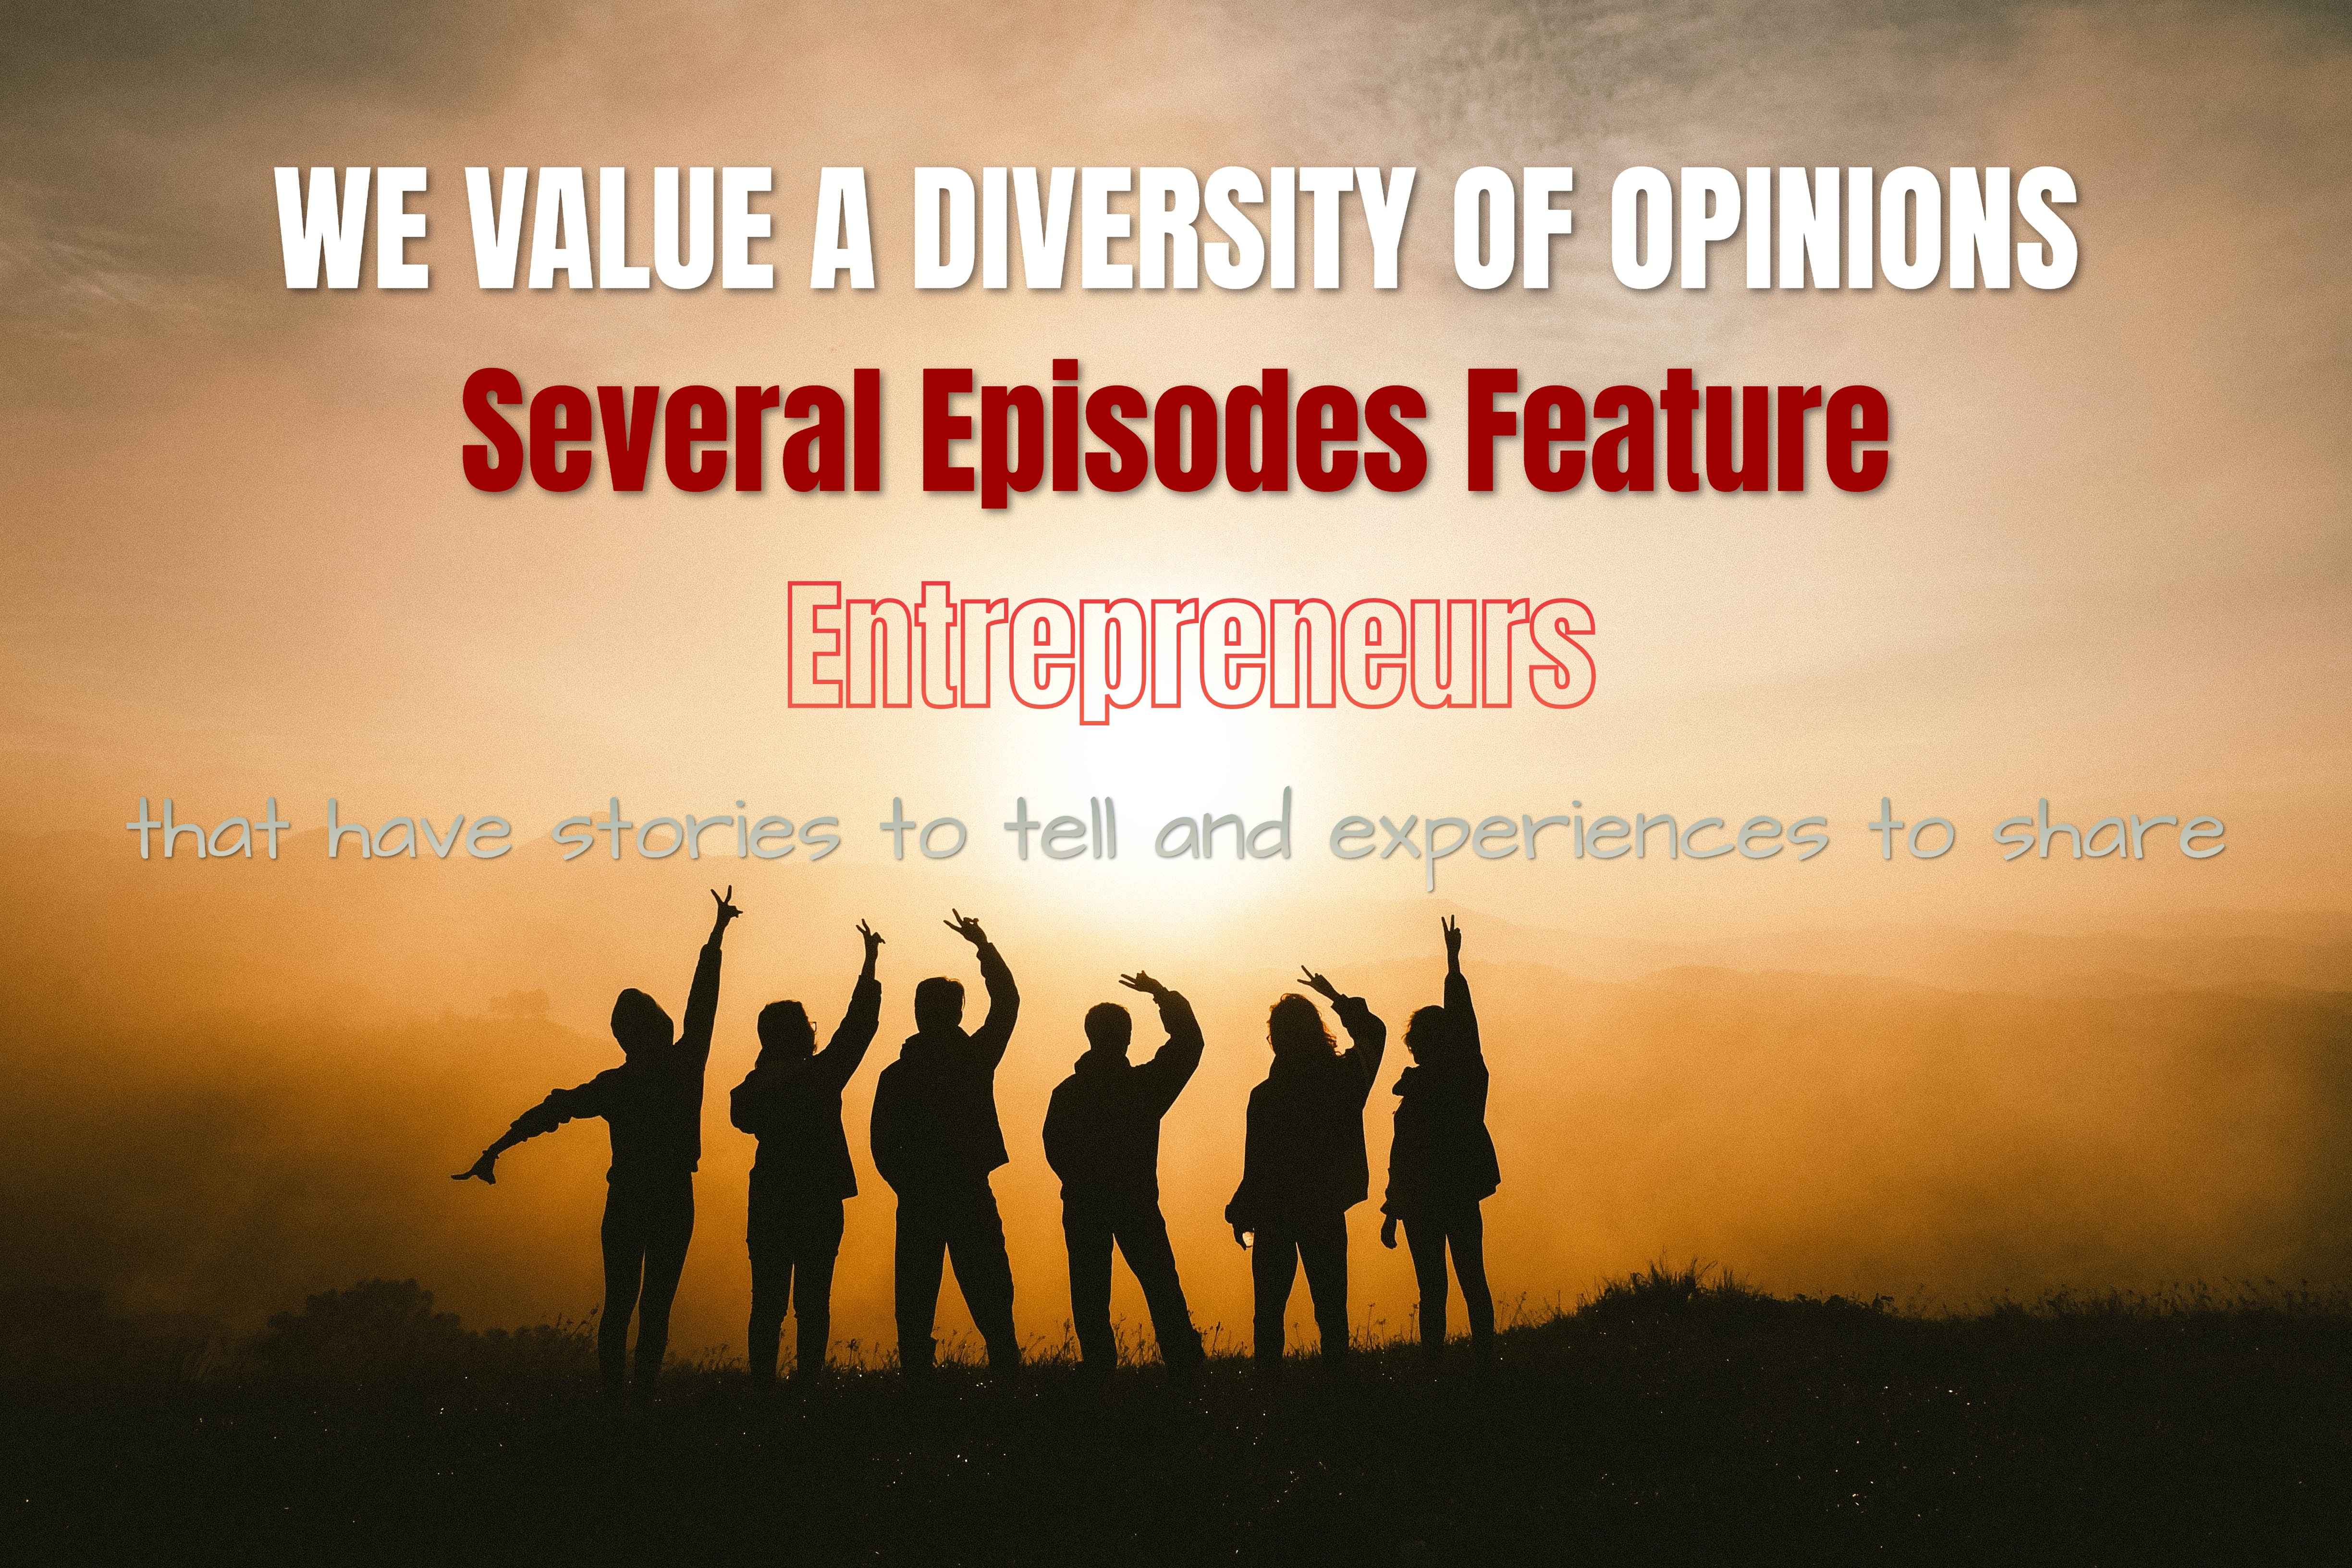 WE VALUE A DIVERSITY OF OPINIONS
Several Episodes Feature
Entrepreneurs
that have stories to tell and experiences to share